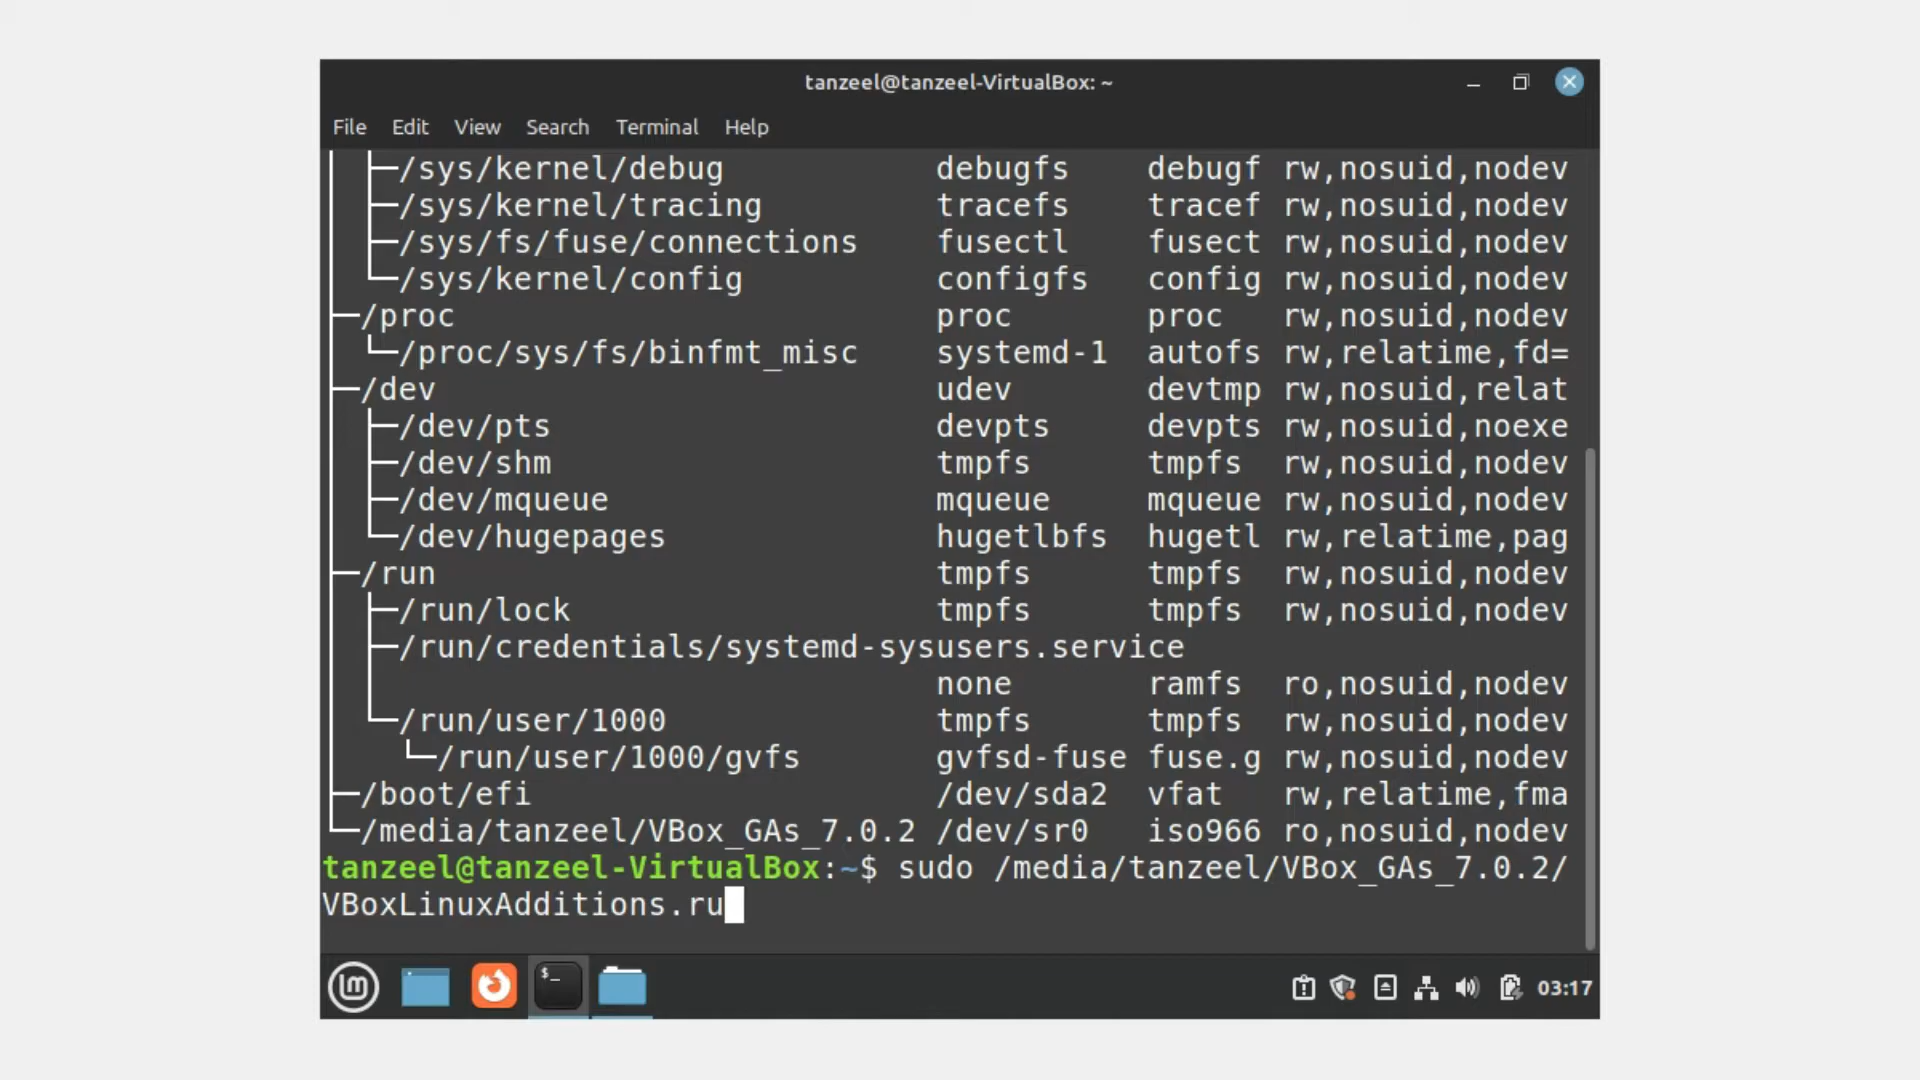 tanzeel@tanzeel-VirtualBox: ~
File Edit View Search Terminal Help
├─/sys/kernel/debug debugfs debugf rw,nosuid,nodev
├─/sys/kernel/tracing tracefs tracef rw,nosuid,nodev
├─/sys/fs/fuse/connections fusectl fusect rw,nosuid,nodev
└─/sys/kernel/config configfs config rw,nosuid,nodev
├─/proc proc proc rw,nosuid,nodev
└─/proc/sys/fs/binfmt_misc systemd-1 autofs rw,relatime,fd=
├─/dev udev devtmp rw,nosuid,relat
├─/dev/pts devpts devpts rw,nosuid,noexe
├─/dev/shm tmpfs tmpfs rw,nosuid,nodev
├─/dev/mqueue mqueue mqueue rw,nosuid,nodev
└─/dev/hugepages hugetlbfs hugetl rw,relatime,pag
├─/run tmpfs tmpfs rw,nosuid,nodev
├─/run/lock tmpfs tmpfs rw,nosuid,nodev
├─/run/credentials/systemd-sysusers.service
none ramfs ro,nosuid,nodev
└─/run/user/1000 tmpfs tmpfs rw,nosuid,nodev
└─/run/user/1000/gvfs gvfsd-fuse fuse.g rw,nosuid,nodev
├─/boot/efi /dev/sda2 vfat rw,relatime,fma
└─/media/tanzeel/VBox_GAs_7.0.2 /dev/sr0 iso966 ro,nosuid,nodev
tanzeel@tanzeel-VirtualBox:~$ sudo /media/tanzeel/VBox_GAs_7.0.2/
VBoxLinuxAdditions.ru
$_
03:17